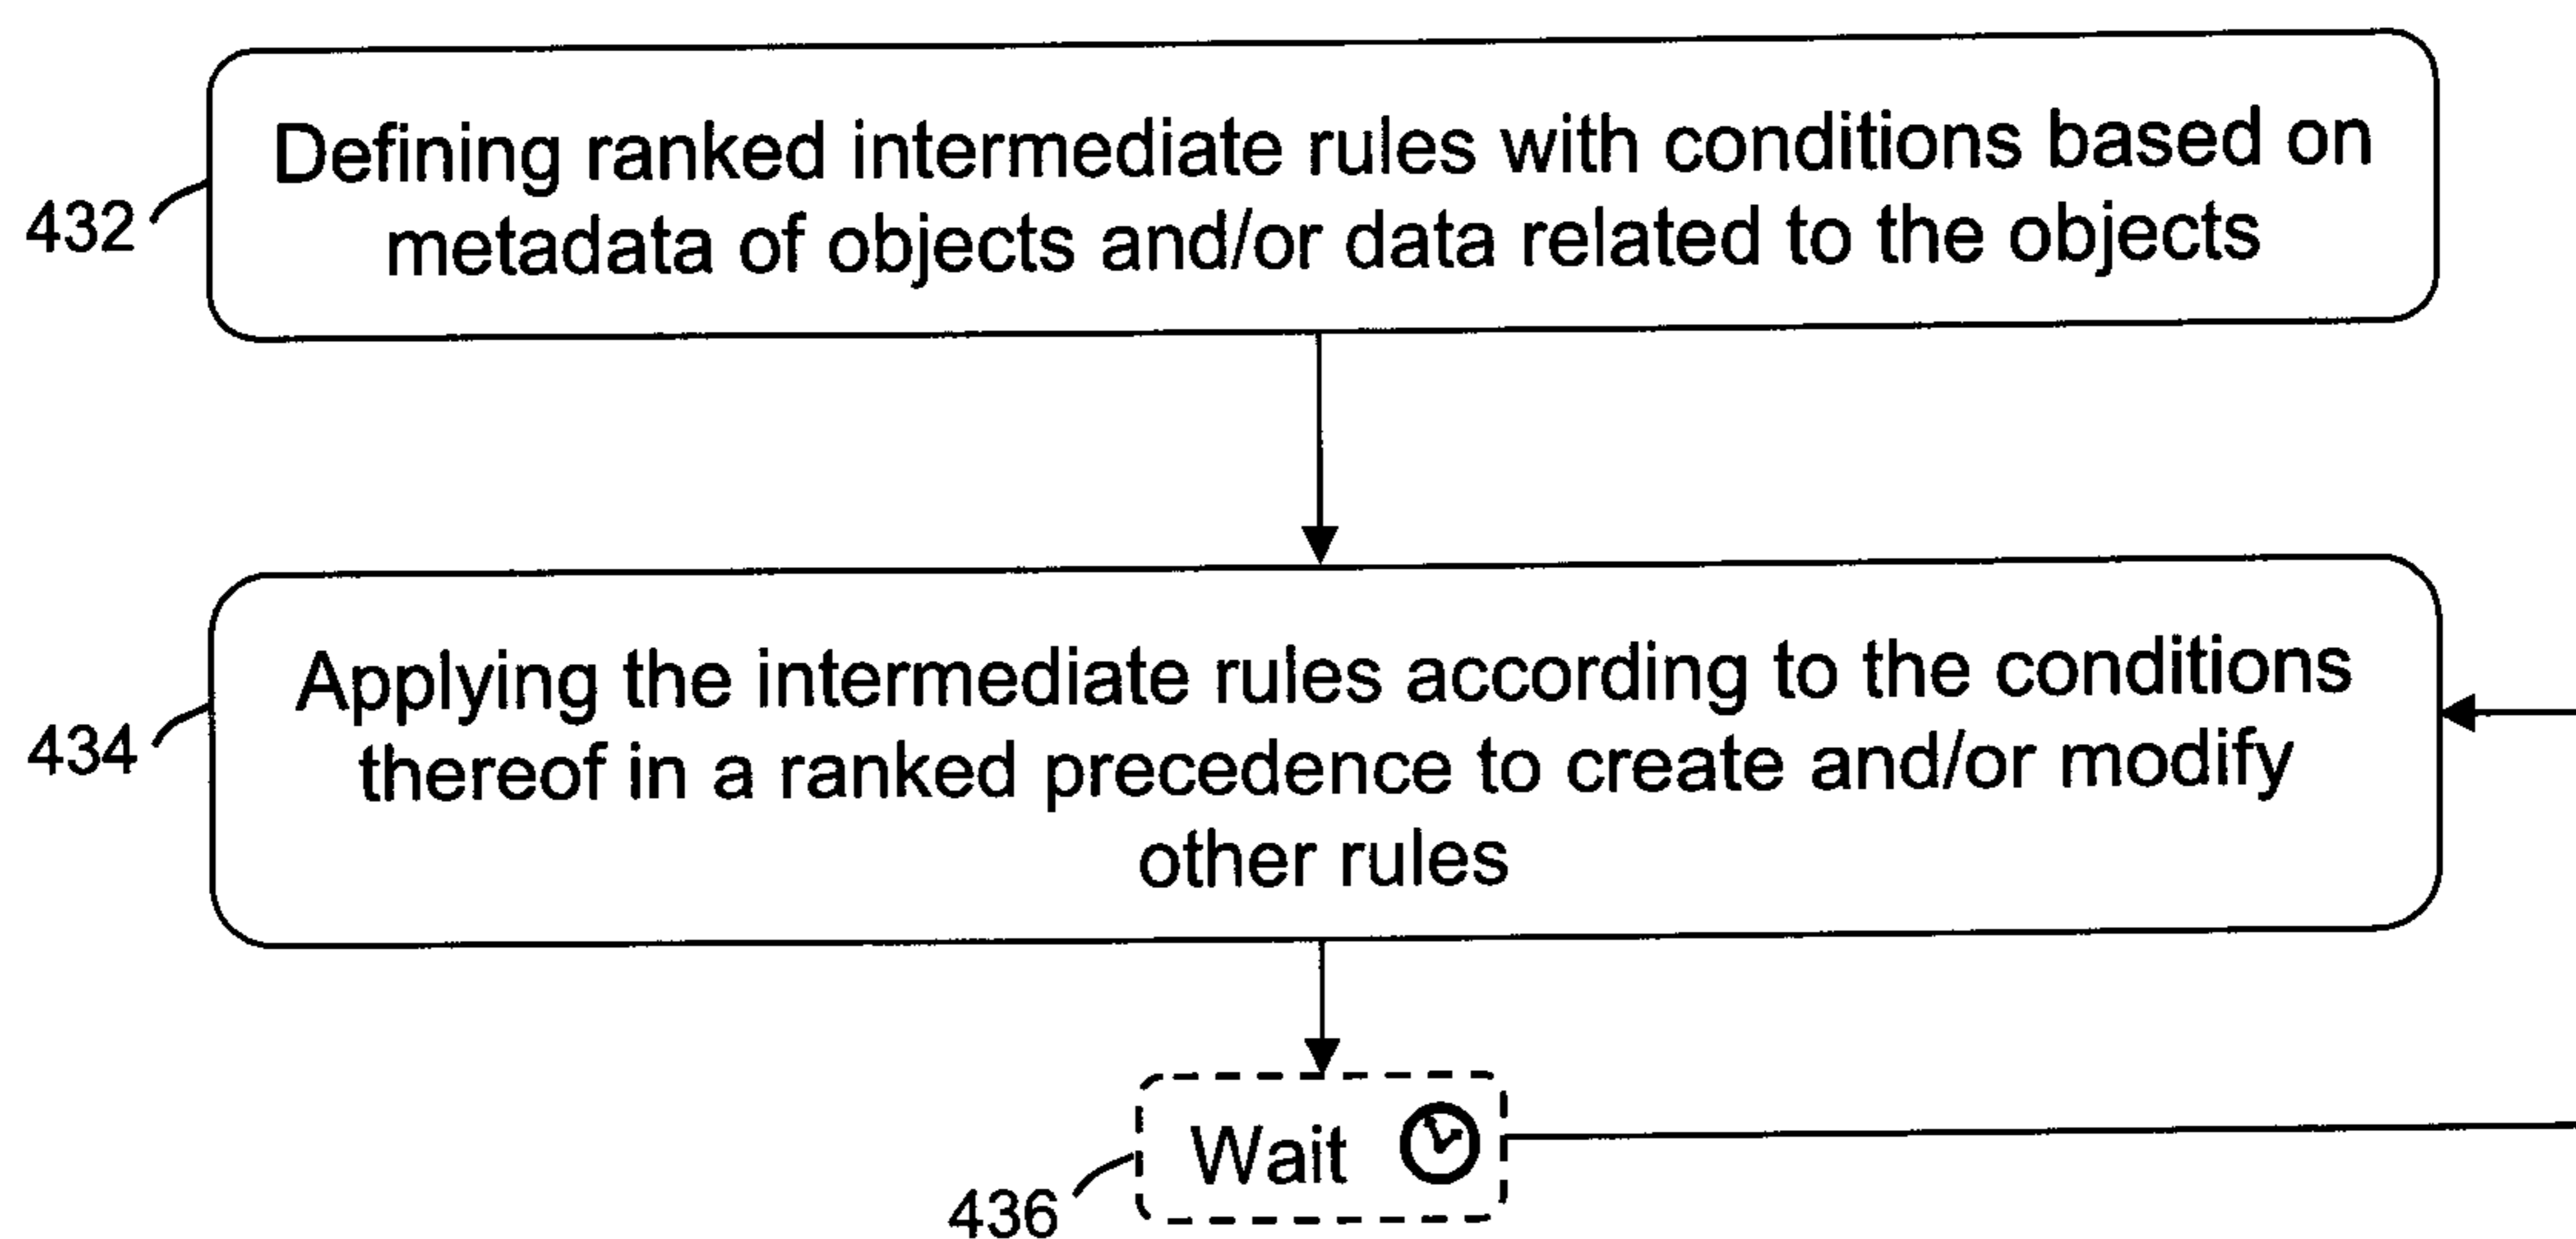 Defining ranked intermediate rules with conditions based on
metadata of objects and/or data related to the objects
432
Applying the intermediate rules according to the conditions
thereof in a ranked precedence to create and/or modify
other rules
434
Wait
436